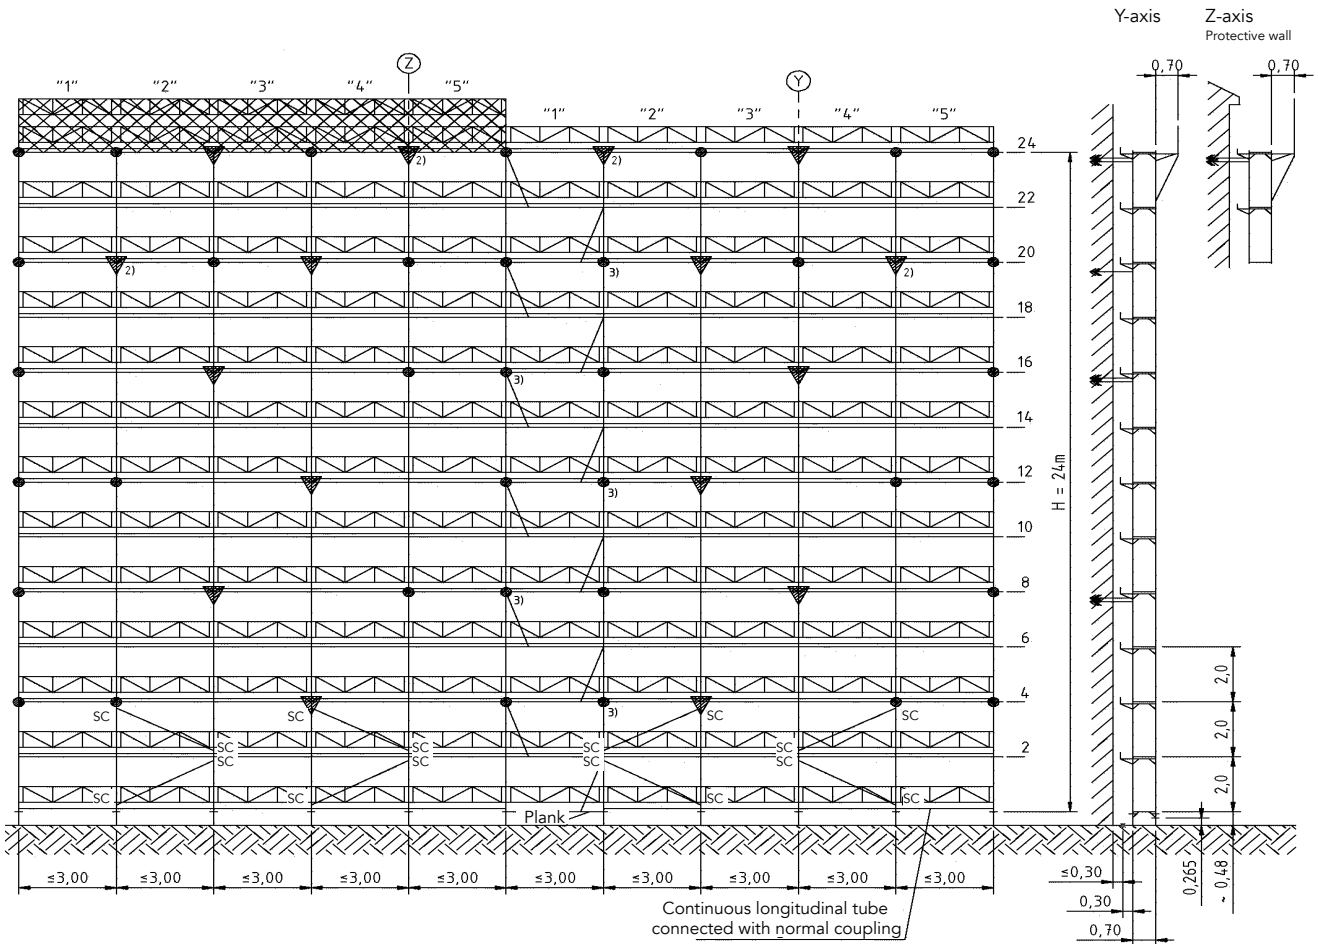 Y-axis
Z-axis
Protective wall
0,70
0,70
Z
Y
"1" "2" "3" "4" "5"
"1" "2" "3" "4" "5"
24
2) 2)
22
20
2) 3) 2)
18
16
3)
14
12
3)
10
8
3)
6
4
3)
SC SC SC SC
2
SC SC SC SC
SC SC SC SC
SC SC SC SC
H = 24m
2,0
2,0
2,0
Plank
≤3,00 ≤3,00 ≤3,00 ≤3,00 ≤3,00 ≤3,00 ≤3,00 ≤3,00 ≤3,00 ≤3,00
≤0,30
0,30
0,70
0,265
~ 0,48
Continuous longitudinal tube
connected with normal coupling